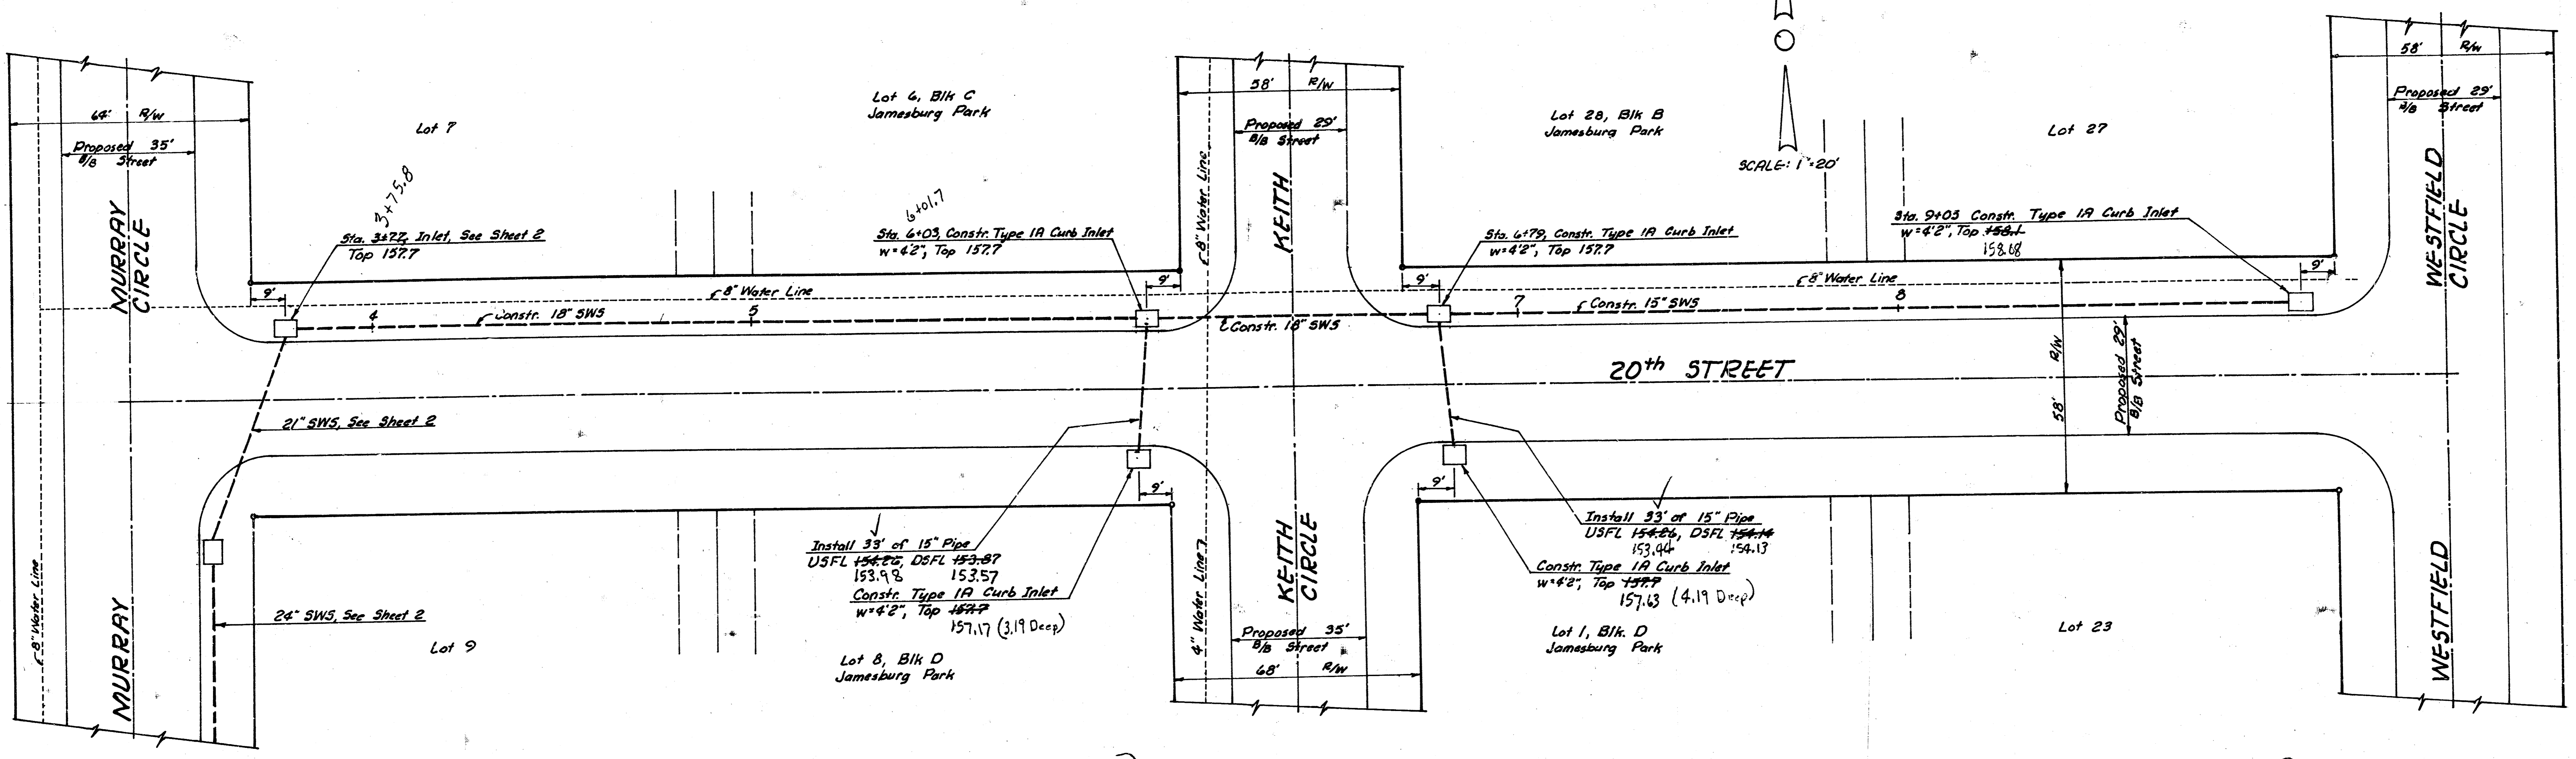 64' R/W
Proposed 35'
B/B Street
MURRAY
CIRCLE
Lot 7
3+75.8
Sta. 3+77, Inlet, See Sheet 2
Top 157.7
9'
4
Constr. 18" SWS
8" Water Line
5
Lot 6, Blk C
Jamesburg Park
6+01.7
Sta. 6+03, Constr. Type 1A Curb Inlet
w=4'2", Top 157.7
9'
58' R/W
Proposed 29'
B/B Street
8" Water Line
KEITH
Constr. 18" SWS
Lot 28, Blk B
Jamesburg Park
SCALE: 1"=20'
Sta. 6+79, Constr. Type 1A Curb Inlet
w=4'2", Top 157.7
9'
7
Constr. 15" SWS
8" Water Line
8
Lot 27
Sta. 9+05 Constr. Type 1A Curb Inlet
w=4'2", Top 158.1
158.08
9'
58' R/W
Proposed 29'
B/B Street
WESTFIELD
CIRCLE
20th STREET
58' R/W
Proposed 29'
B/B Street
21" SWS, See Sheet 2
24" SWS, See Sheet 2
8" Water Line
MURRAY
Lot 9
Install 33' of 15" Pipe
USFL 154.26, DSFL 153.87
153.98 153.57
Constr. Type 1A Curb Inlet
w=4'2", Top 157.7
157.17 (3.19 Deep)
9'
Lot 8, Blk D
Jamesburg Park
4" Water Line
KEITH
CIRCLE
Proposed 35'
B/B Street
68' R/W
9'
Install 33' of 15" Pipe
USFL 154.26, DSFL 154.14
153.44 154.13
Constr. Type 1A Curb Inlet
w=4'2", Top 157.7
157.63 (4.19 Deep)
Lot 1, Blk. D
Jamesburg Park
Lot 23
WESTFIELD